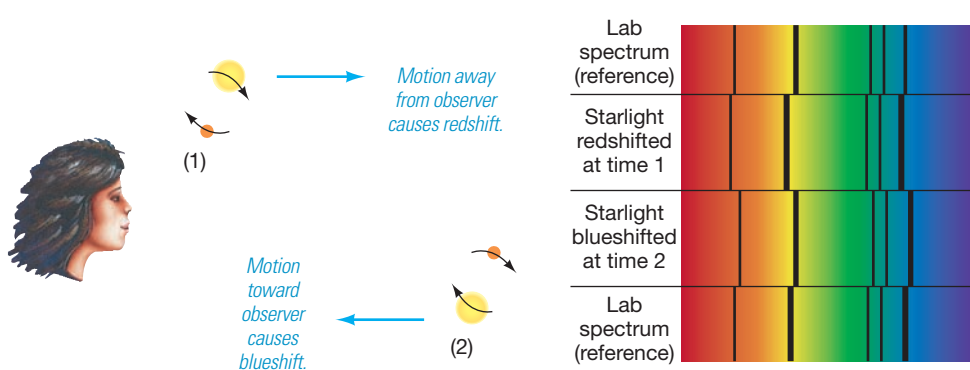 Motion away
from observer
causes redshift.
(1)
Motion
toward
observer
causes
blueshift.
(2)
Lab
spectrum
(reference)
Starlight
redshifted
at time 1
Starlight
blueshifted
at time 2
Lab
spectrum
(reference)